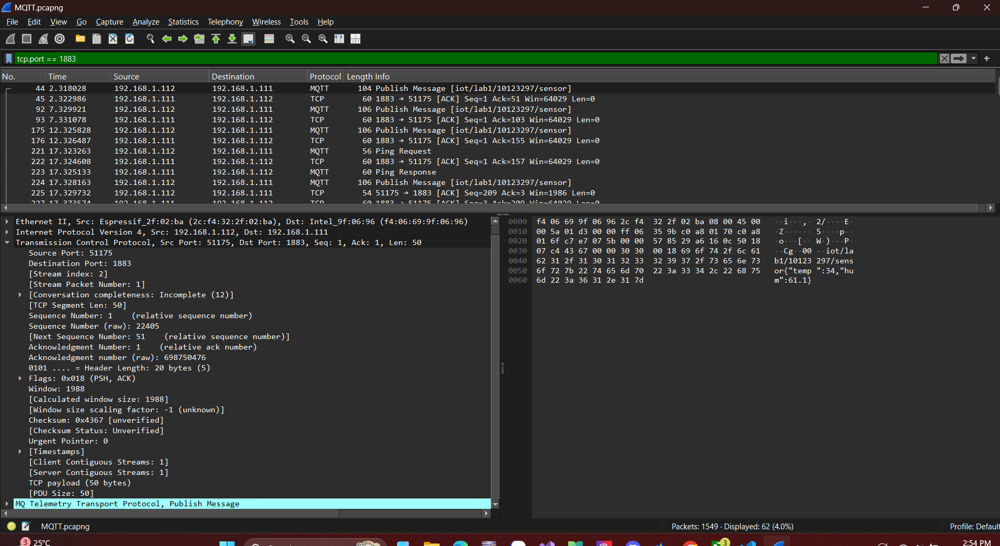 MQTT.pcapng
File Edit View Go Capture Analyze Statistics Telephony Wireless Tools Help
tcp.port == 1883
No. Time Source Destination Protocol Length Info
44 2.318028 192.168.1.112 192.168.1.111 MQTT 104 Publish Message [iot/lab1/10123297/sensor]
45 2.322986 192.168.1.111 192.168.1.112 TCP 60 1883 → 51175 [ACK] Seq=1 Ack=51 Win=64029 Len=0
92 7.329921 192.168.1.112 192.168.1.111 MQTT 106 Publish Message [iot/lab1/10123297/sensor]
93 7.331078 192.168.1.111 192.168.1.112 TCP 60 1883 → 51175 [ACK] Seq=1 Ack=103 Win=64029 Len=0
175 12.325828 192.168.1.112 192.168.1.111 MQTT 106 Publish Message [iot/lab1/10123297/sensor]
176 12.326487 192.168.1.111 192.168.1.112 TCP 60 1883 → 51175 [ACK] Seq=1 Ack=155 Win=64029 Len=0
221 17.323263 192.168.1.112 192.168.1.111 MQTT 56 Ping Request
222 17.324608 192.168.1.111 192.168.1.112 TCP 60 1883 → 51175 [ACK] Seq=1 Ack=157 Win=64029 Len=0
223 17.325133 192.168.1.111 192.168.1.112 MQTT 60 Ping Response
224 17.328163 192.168.1.112 192.168.1.111 MQTT 106 Publish Message [iot/lab1/10123297/sensor]
225 17.329732 192.168.1.112 192.168.1.111 TCP 54 51175 → 1883 [ACK] Seq=209 Ack=3 Win=1986 Len=0
227 17.373574 192.168.1.111 192.168.1.112 TCP 60 1883 → 51175 [ACK] Seq=3 Ack=209 Win=64029 Len=0
Ethernet II, Src: Espressif_2f:02:ba (2c:f4:32:2f:02:ba), Dst: Intel_9f:06:96 (f4:06:69:9f:06:96)
Internet Protocol Version 4, Src: 192.168.1.112, Dst: 192.168.1.111
Transmission Control Protocol, Src Port: 51175, Dst Port: 1883, Seq: 1, Ack: 1, Len: 50
Source Port: 51175
Destination Port: 1883
[Stream index: 2]
[Stream Packet Number: 1]
[Conversation completeness: Incomplete (12)]
[TCP Segment Len: 50]
Sequence Number: 1 (relative sequence number)
Sequence Number (raw): 22405
[Next Sequence Number: 51 (relative sequence number)]
Acknowledgment Number: 1 (relative ack number)
Acknowledgment number (raw): 698750476
0101 .... = Header Length: 20 bytes (5)
Flags: 0x018 (PSH, ACK)
Window: 1988
[Calculated window size: 1988]
[Window size scaling factor: -1 (unknown)]
Checksum: 0x4367 [unverified]
[Checksum Status: Unverified]
Urgent Pointer: 0
[Timestamps]
[Client Contiguous Streams: 1]
[Server Contiguous Streams: 1]
TCP payload (50 bytes)
[PDU Size: 50]
MQ Telemetry Transport Protocol, Publish Message
0000 f4 06 69 9f 06 96 2c f4 32 2f 02 ba 08 00 45 00 ··i···,· 2/····E·
0010 00 5a 01 d3 00 00 ff 06 35 9b c0 a8 01 70 c0 a8 ·Z······ 5····p··
0020 01 6f c7 e7 07 5b 00 00 57 85 29 a6 16 0c 50 18 ·o···[·· W·)···P·
0030 07 c4 43 67 00 00 30 30 00 18 69 6f 74 2f 6c 61 ··Cg··00 ··iot/la
0040 62 31 2f 31 30 31 32 33 32 39 37 2f 73 65 6e 73 b1/10123 297/sens
0050 6f 72 7b 22 74 65 6d 70 22 3a 33 34 2c 22 68 75 or{"temp ":34,"hu
0060 6d 22 3a 36 31 2e 31 7d m":61.1}
MQTT.pcapng
Packets: 1549 · Displayed: 62 (4.0%)
Profile: Default
3 25°C
3
2:54 PM